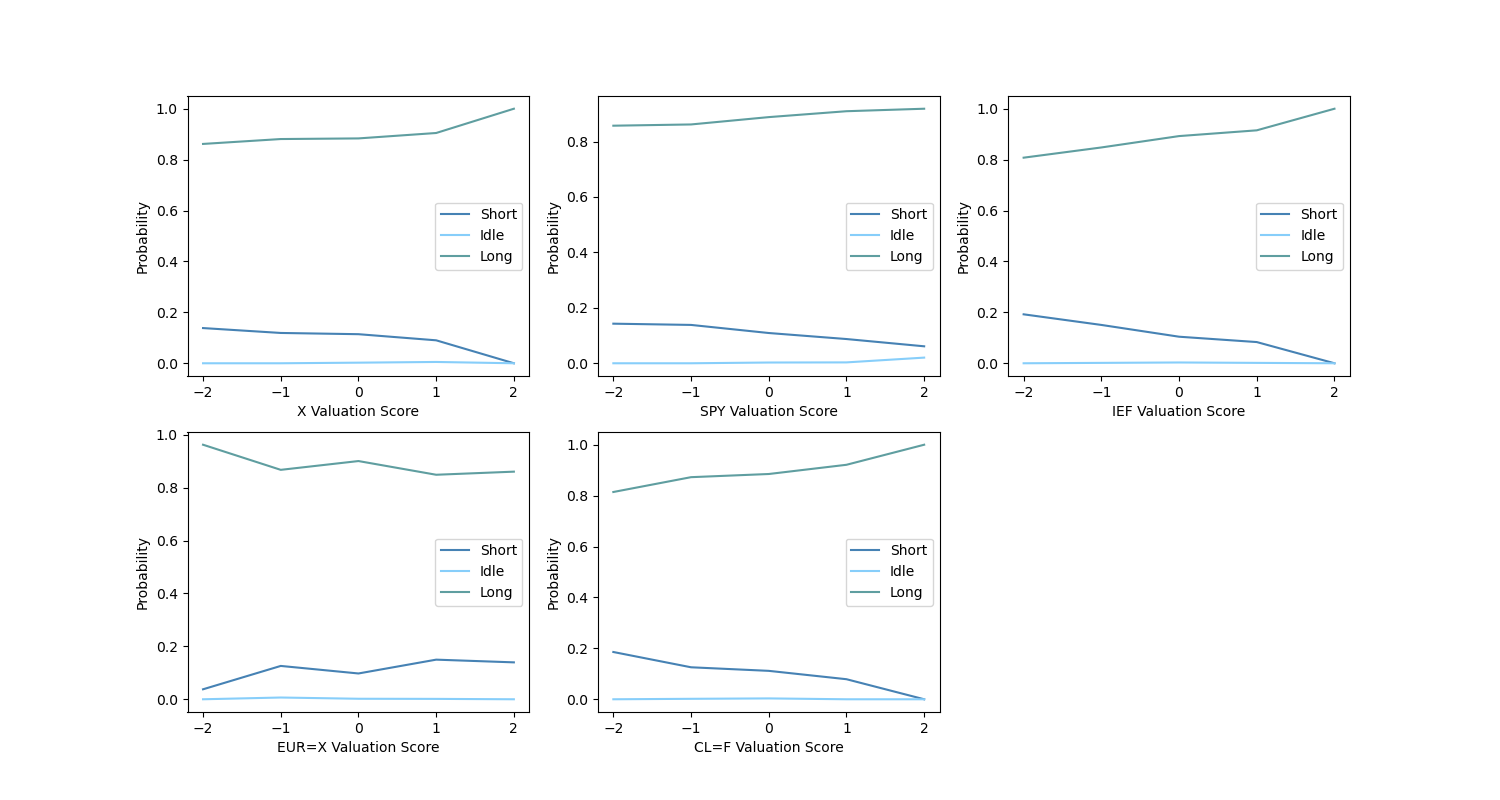 1.0
0.8
0.6
0.4
0.2
0.0
Probability
Short
Idle
Long
−2 −1 0 1 2
X Valuation Score
0.8
0.6
0.4
0.2
0.0
Probability
Short
Idle
Long
−2 −1 0 1 2
SPY Valuation Score
1.0
0.8
0.6
0.4
0.2
0.0
Probability
Short
Idle
Long
−2 −1 0 1 2
IEF Valuation Score
1.0
0.8
0.6
0.4
0.2
0.0
Probability
Short
Idle
Long
−2 −1 0 1 2
EUR=X Valuation Score
1.0
0.8
0.6
0.4
0.2
0.0
Probability
Short
Idle
Long
−2 −1 0 1 2
CL=F Valuation Score